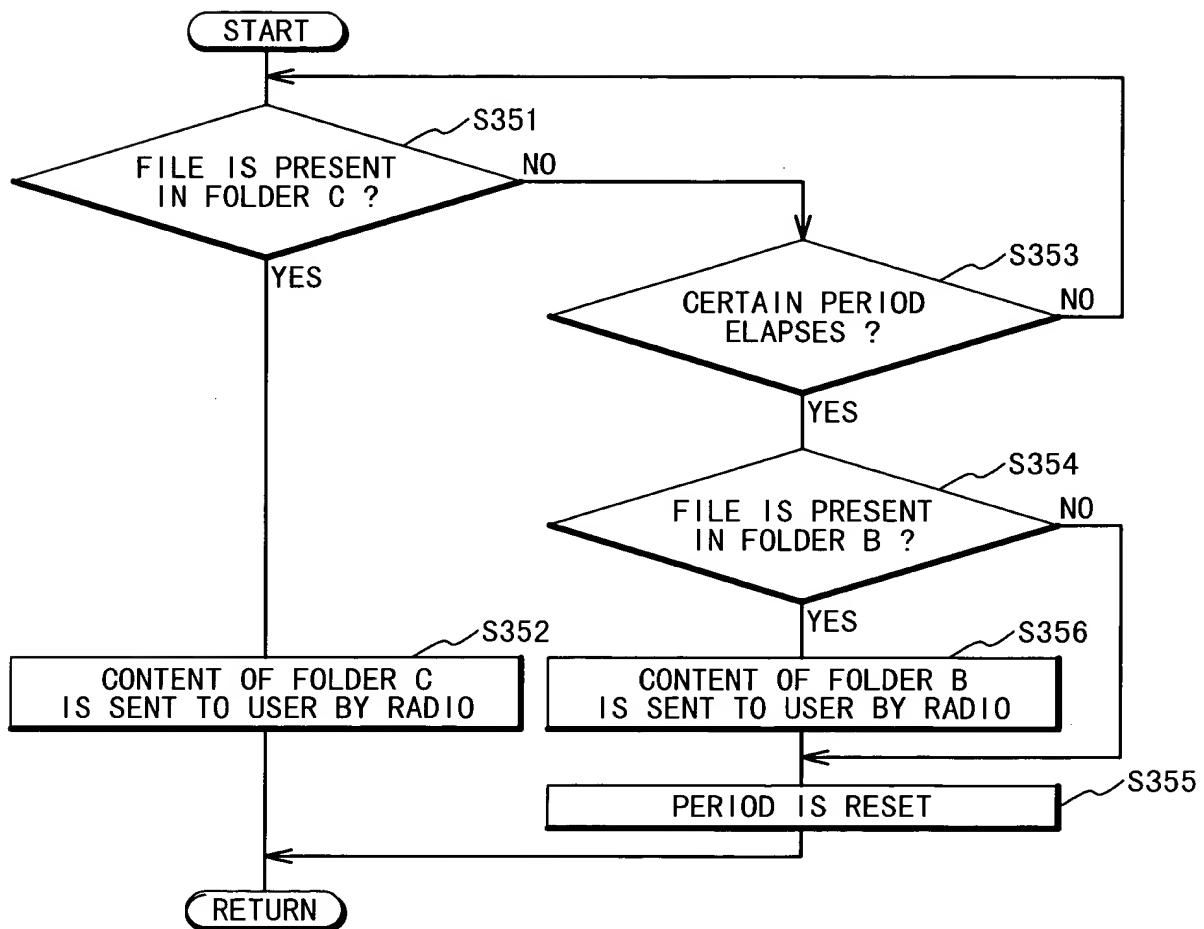 START
S351
FILE IS PRESENT
IN FOLDER C ?
NO
YES
S353
CERTAIN PERIOD
ELAPSES ?
NO
YES
S354
FILE IS PRESENT
IN FOLDER B ?
NO
YES
S352
CONTENT OF FOLDER C
IS SENT TO USER BY RADIO
S356
CONTENT OF FOLDER B
IS SENT TO USER BY RADIO
S355
PERIOD IS RESET
RETURN